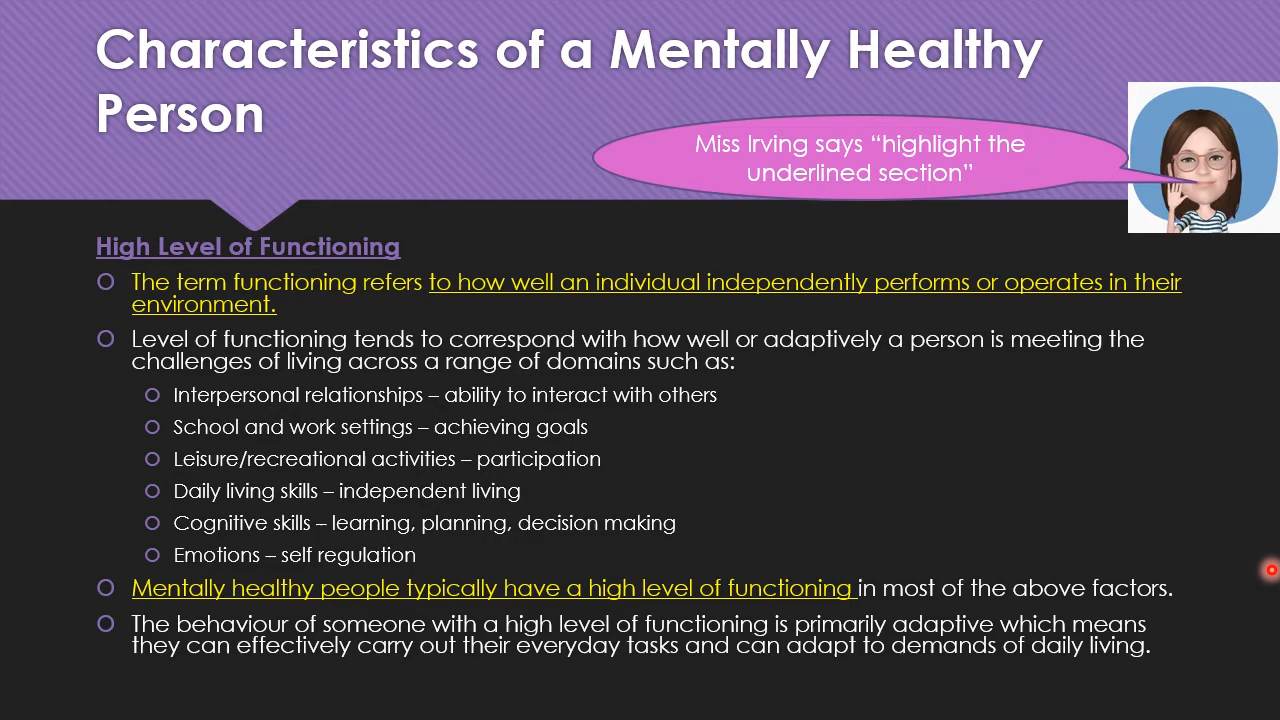 Characteristics of a Mentally Healthy
Person
Miss Irving says “highlight the
underlined section”
High Level of Functioning
The term functioning refers to how well an individual independently performs or operates in their
environment.
Level of functioning tends to correspond with how well or adaptively a person is meeting the
challenges of living across a range of domains such as:
Interpersonal relationships – ability to interact with others
School and work settings – achieving goals
Leisure/recreational activities – participation
Daily living skills – independent living
Cognitive skills – learning, planning, decision making
Emotions – self regulation
Mentally healthy people typically have a high level of functioning in most of the above factors.
The behaviour of someone with a high level of functioning is primarily adaptive which means
they can effectively carry out their everyday tasks and can adapt to demands of daily living.